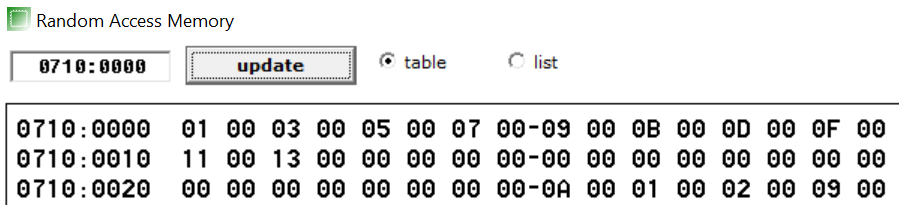 Random Access Memory
0710:0000 update table list
0710:0000 01 00 03 00 05 00 07 00-09 00 0B 00 0D 00 0F 00
0710:0010 11 00 13 00 00 00 00 00-00 00 00 00 00 00 00 00
0710:0020 00 00 00 00 00 00 00 00-0A 00 01 00 02 00 09 00